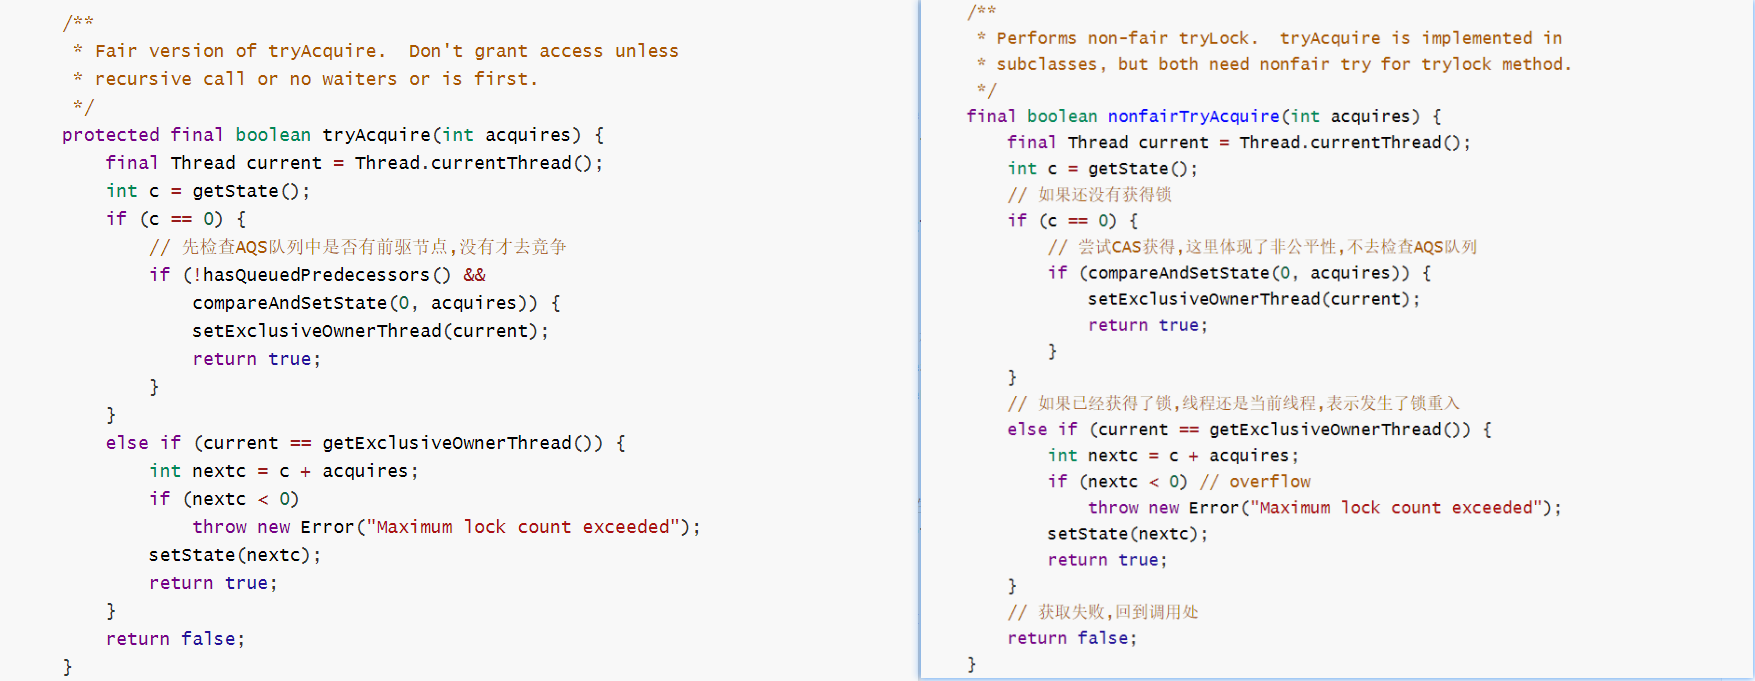 /**
 * Fair version of tryAcquire.  Don't grant access unless
 * recursive call or no waiters or is first.
 */
protected final boolean tryAcquire(int acquires) {
    final Thread current = Thread.currentThread();
    int c = getState();
    if (c == 0) {
        // 先检查AQS队列中是否有前驱节点,没有才去竞争
        if (!hasQueuedPredecessors() &&
            compareAndSetState(0, acquires)) {
            setExclusiveOwnerThread(current);
            return true;
        }
    }
    else if (current == getExclusiveOwnerThread()) {
        int nextc = c + acquires;
        if (nextc < 0)
            throw new Error("Maximum lock count exceeded");
        setState(nextc);
        return true;
    }
    return false;
}
/**
 * Performs non-fair tryLock.  tryAcquire is implemented in
 * subclasses, but both need nonfair try for trylock method.
 */
final boolean nonfairTryAcquire(int acquires) {
    final Thread current = Thread.currentThread();
    int c = getState();
    // 如果还没有获得锁
    if (c == 0) {
        // 尝试CAS获得,这里体现了非公平性,不去检查AQS队列
        if (compareAndSetState(0, acquires)) {
            setExclusiveOwnerThread(current);
            return true;
        }
    }
    // 如果已经获得了锁,线程还是当前线程,表示发生了锁重入
    else if (current == getExclusiveOwnerThread()) {
        int nextc = c + acquires;
        if (nextc < 0) // overflow
            throw new Error("Maximum lock count exceeded");
        setState(nextc);
        return true;
    }
    // 获取失败,回到调用处
    return false;
}